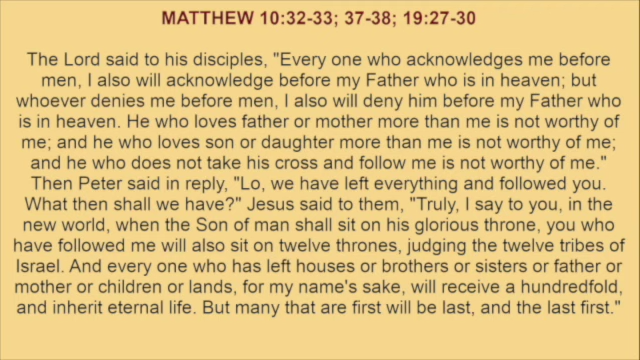 MATTHEW 10:32-33; 37-38; 19:27-30
The Lord said to his disciples, "Every one who acknowledges me before
men, I also will acknowledge before my Father who is in heaven; but
whoever denies me before men, I also will deny him before my Father who
is in heaven. He who loves father or mother more than me is not worthy of
me; and he who loves son or daughter more than me is not worthy of me;
and he who does not take his cross and follow me is not worthy of me."
Then Peter said in reply, "Lo, we have left everything and followed you.
What then shall we have?" Jesus said to them, "Truly, I say to you, in the
new world, when the Son of man shall sit on his glorious throne, you who
have followed me will also sit on twelve thrones, judging the twelve tribes of
Israel. And every one who has left houses or brothers or sisters or father or
mother or children or lands, for my name's sake, will receive a hundredfold,
and inherit eternal life. But many that are first will be last, and the last first."